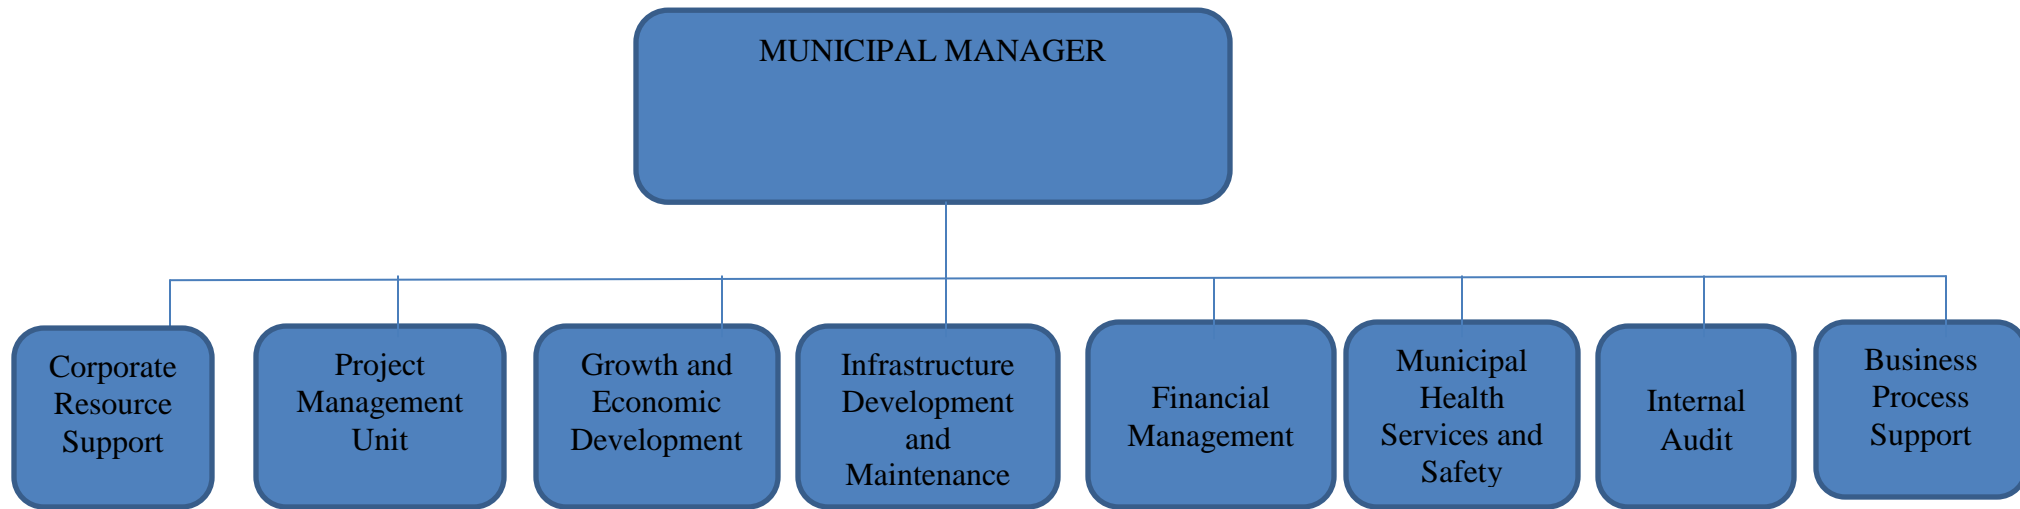 MUNICIPAL MANAGER
Corporate
Resource
Support
Project
Management
Unit
Growth and
Economic
Development
Infrastructure
Development
and
Maintenance
Financial
Management
Municipal
Health
Services and
Safety
Internal
Audit
Business
Process
Support